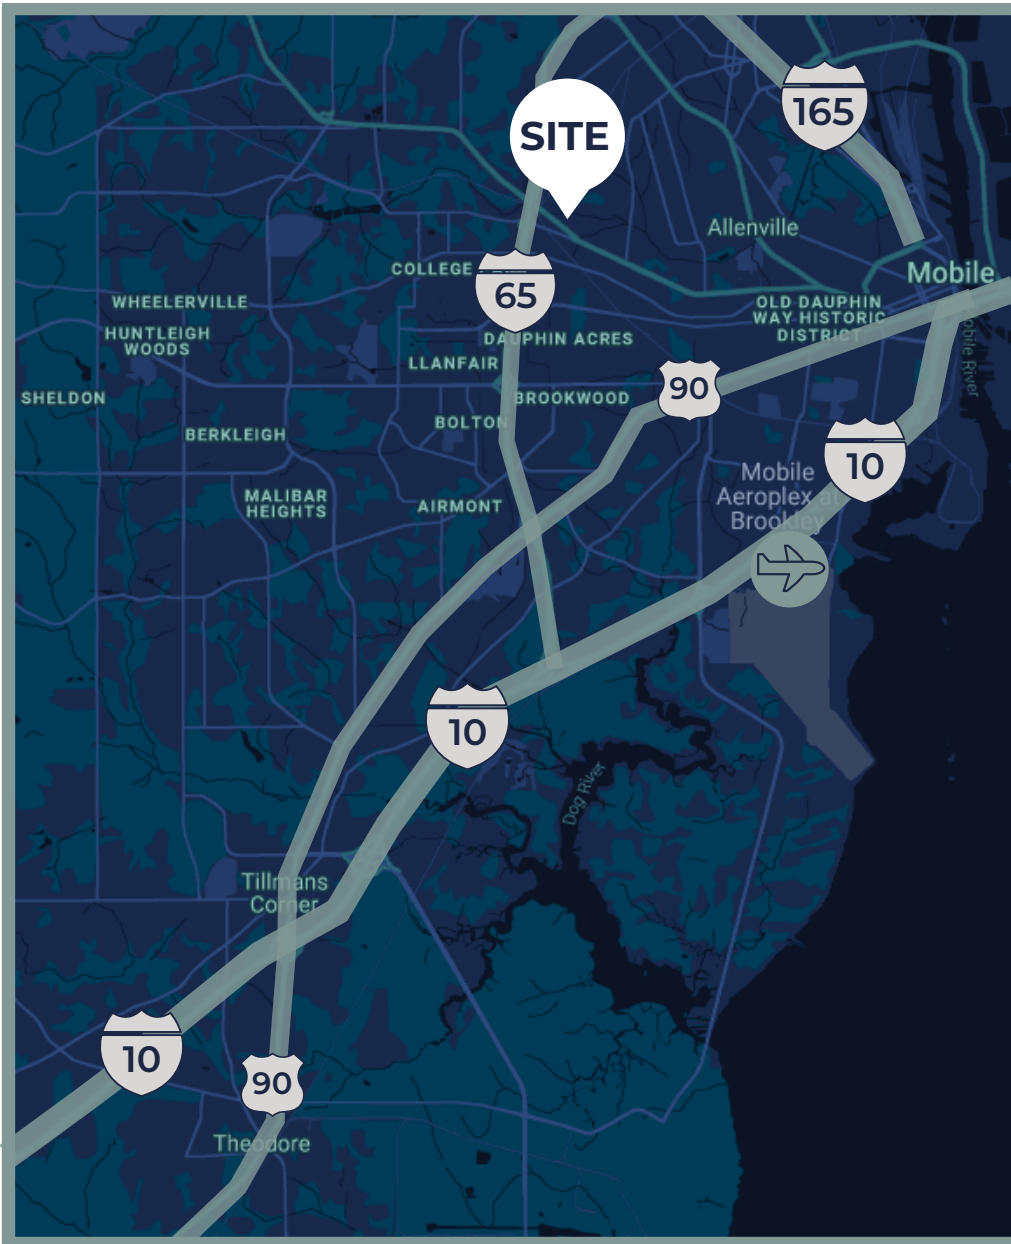 165
SITE
Allenville
COLLEGE
Mobile
65
WHEELERVILLE
OLD DAUPHIN
WAY HISTORIC
DISTRICT
HUNTLEIGH
WOODS
DAUPHIN ACRES
LLANFAIR
90
SHELDON
BROOKWOOD
BOLTON
BERKLEIGH
10
Mobile
Aeroplex at
Brookley
MALIBAR
HEIGHTS
AIRMONT
Mobile River
10
Dog River
Tillmans
Corner
10
90
Theodore